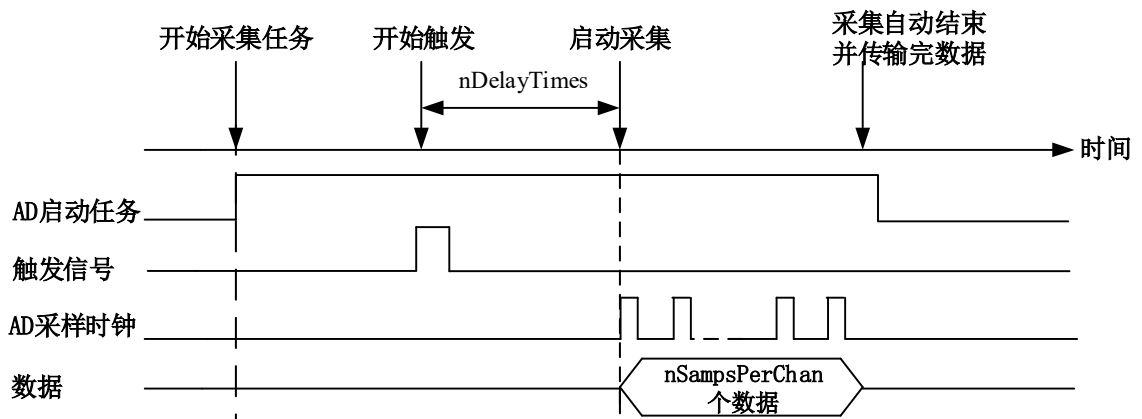 开始采集任务
开始触发
启动采集
采集自动结束
并传输完数据
nDelayTimes
时间
AD启动任务
触发信号
AD采样时钟
数据
nSampsPerChan
个数据